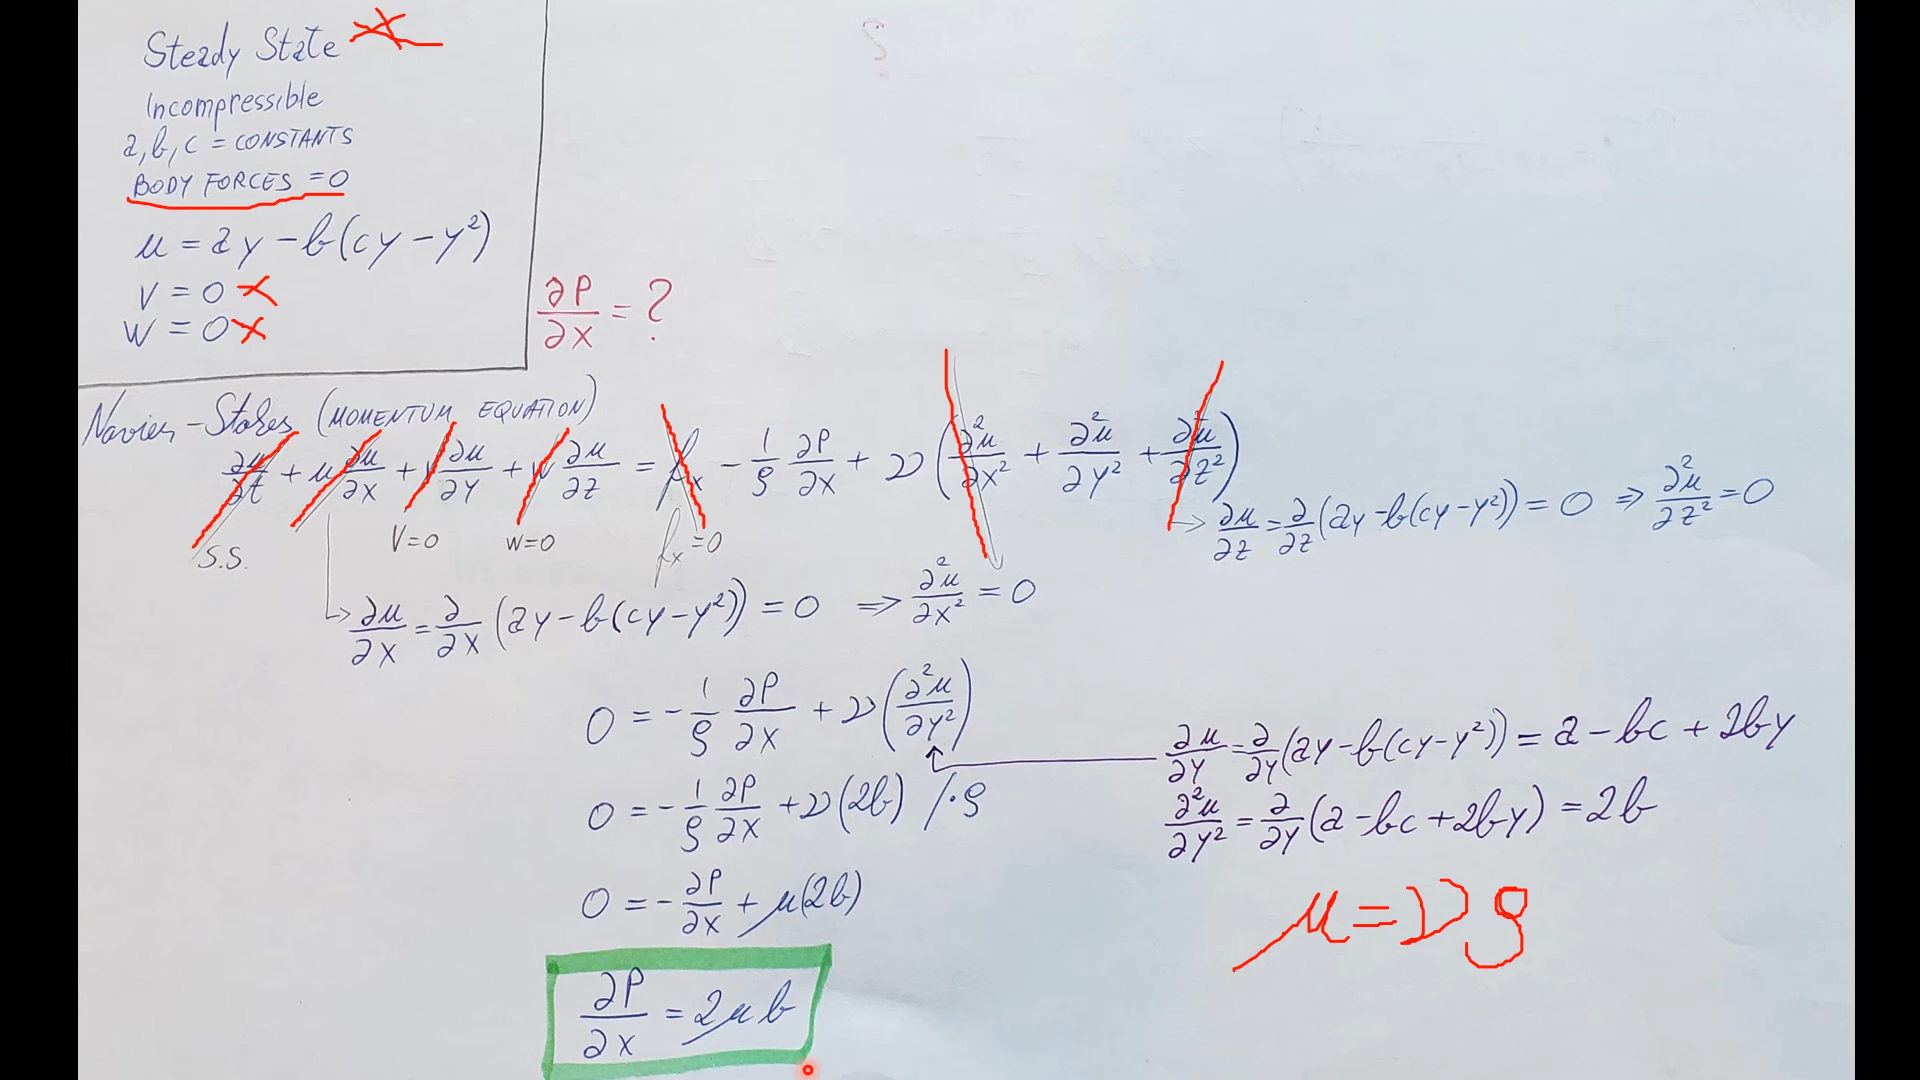 Steady State
Incompressible
a, b, c = CONSTANTS
BODY FORCES = 0
u = ay - b(cy - y²)
V = 0
W = 0
∂P/∂x = ?
Navier-Stokes (MOMENTUM EQUATION)
∂u/∂t + u ∂u/∂x + v ∂u/∂y + w ∂u/∂z = fx - 1/ρ ∂P/∂x + ν(∂²u/∂x² + ∂²u/∂y² + ∂²u/∂z²)
S.S.
V=0
W=0
fx=0
→ ∂u/∂z = ∂/∂z (ay - b(cy - y²)) = 0 ⇒ ∂²u/∂z² = 0
→ ∂u/∂x = ∂/∂x (ay - b(cy - y²)) = 0 ⇒ ∂²u/∂x² = 0
0 = - 1/ρ ∂P/∂x + ν(∂²u/∂y²)
∂u/∂y = ∂/∂y (ay - b(cy - y²)) = a - bc + 2by
0 = - 1/ρ ∂P/∂x + ν(2b) /·ρ
∂²u/∂y² = ∂/∂y (a - bc + 2by) = 2b
0 = - ∂P/∂x + μ(2b)
μ = νρ
∂P/∂x = 2μb